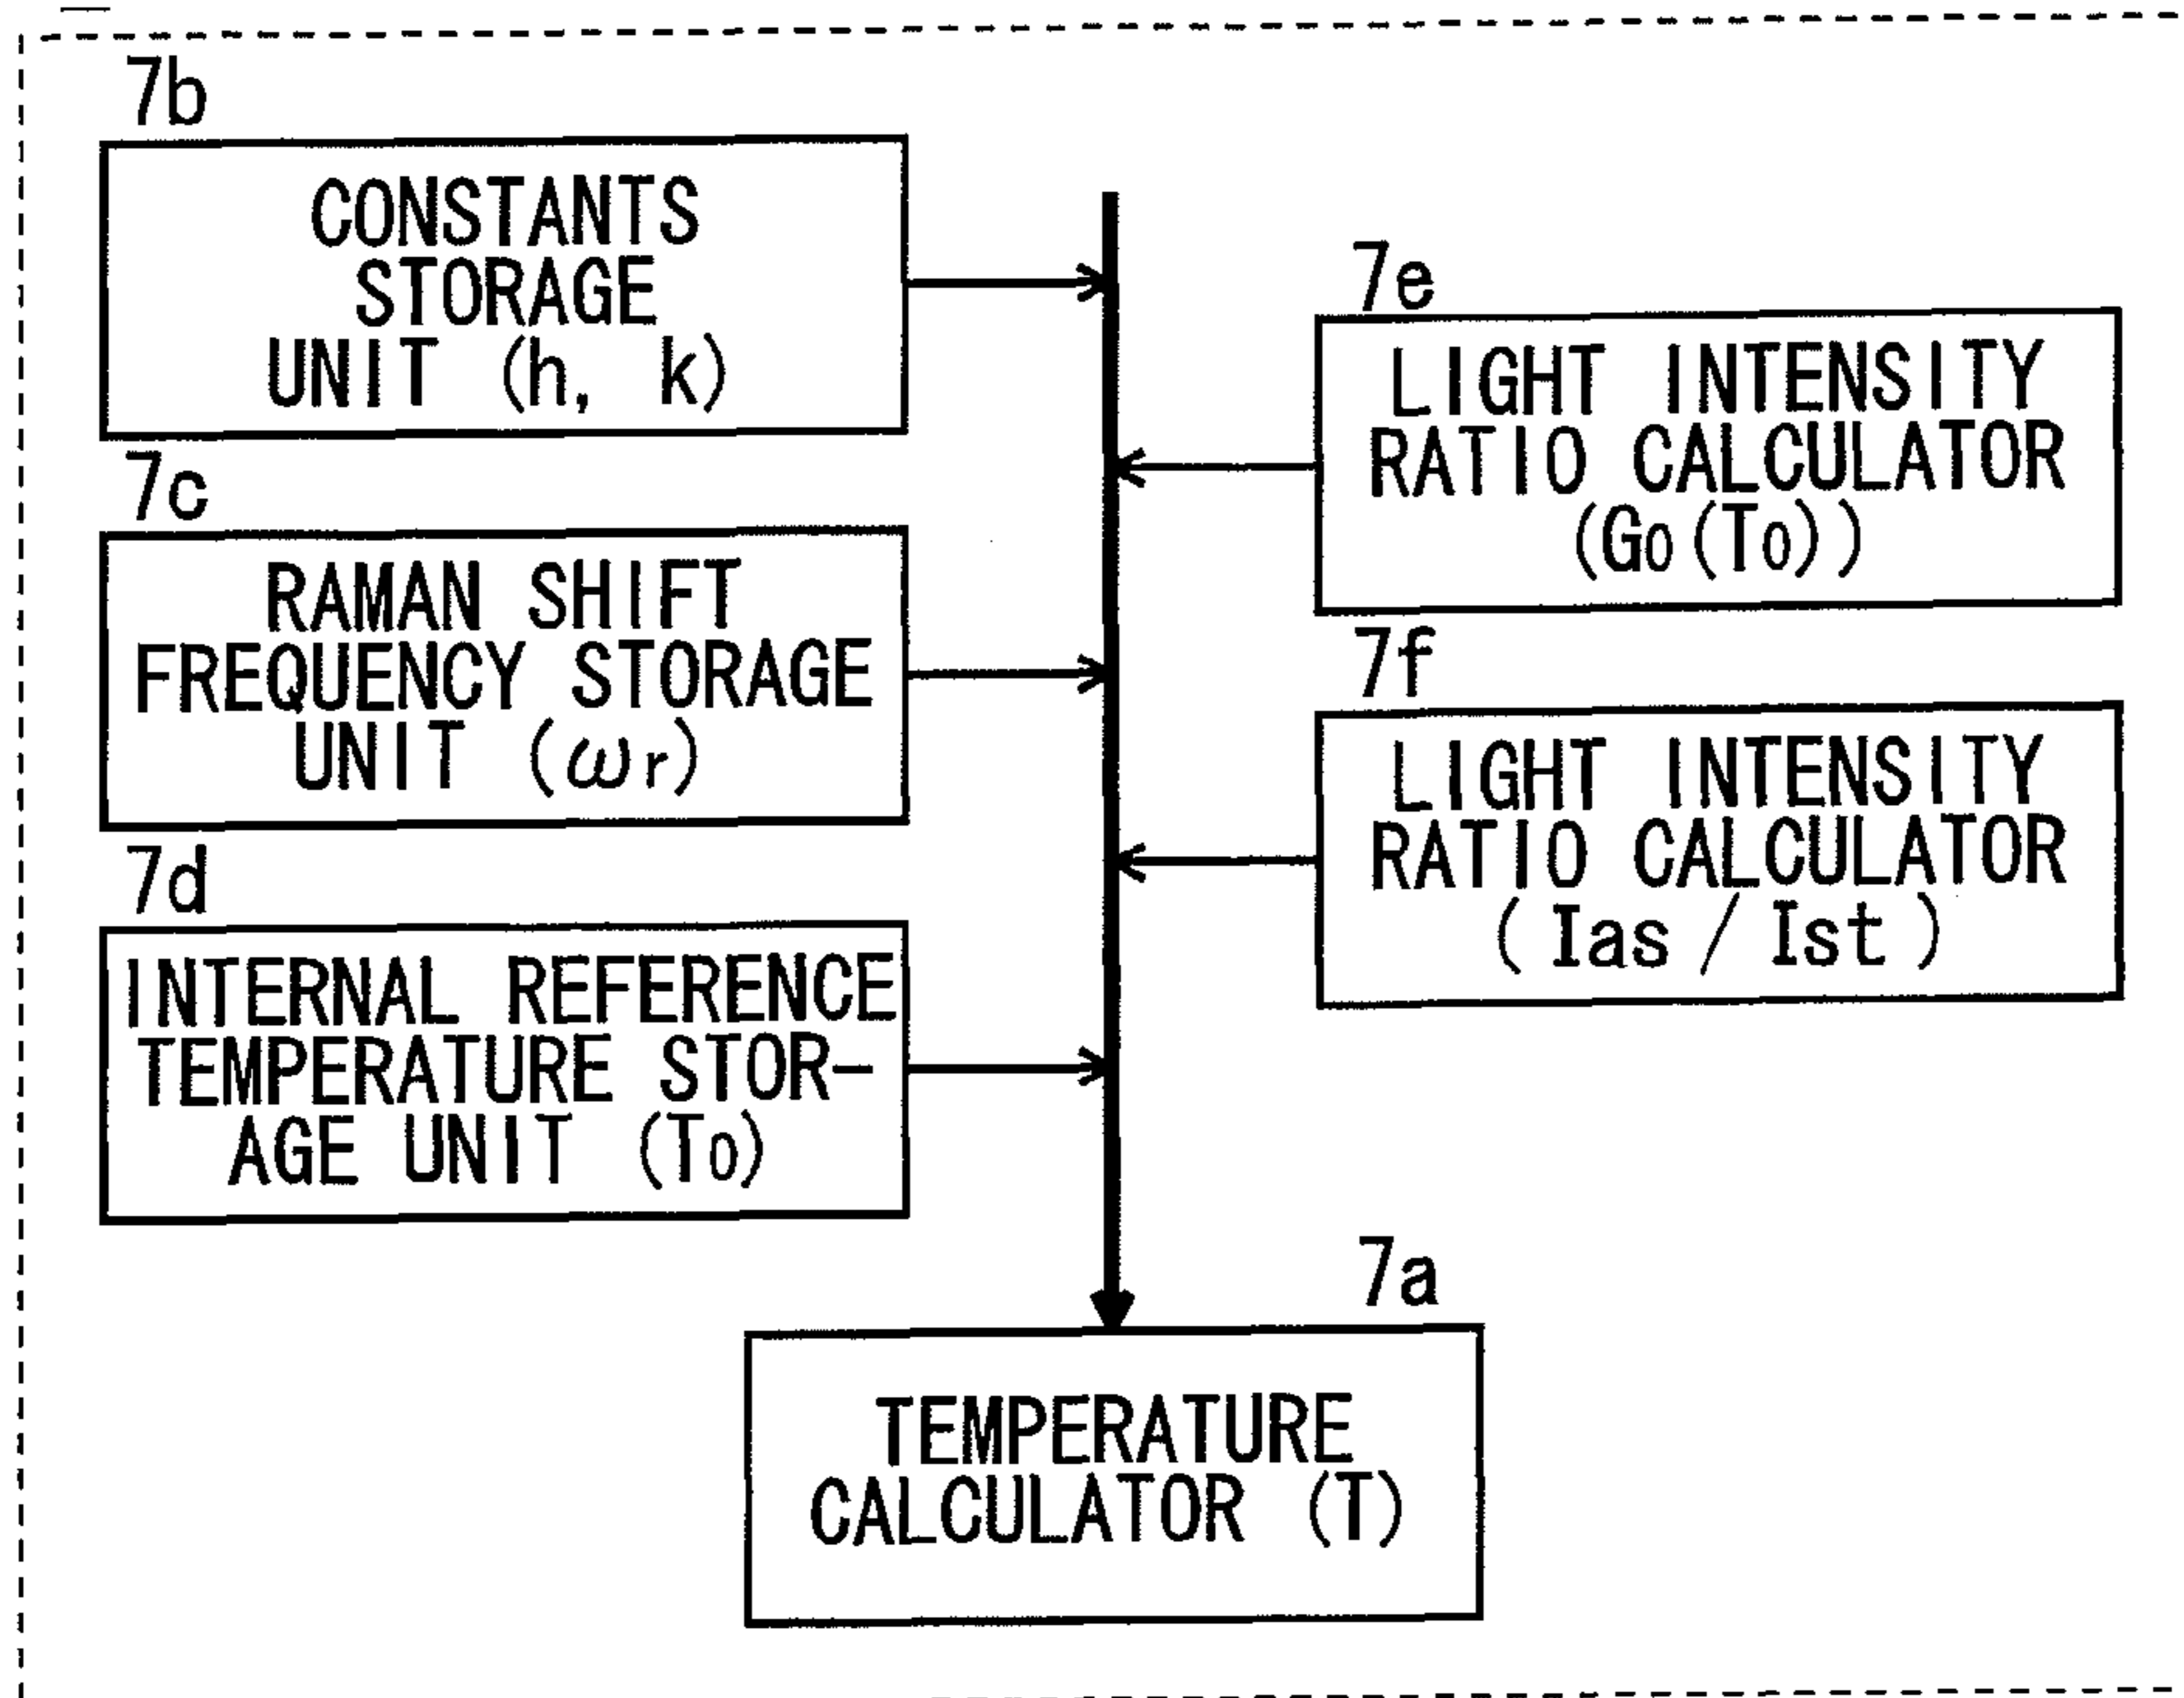 7b
CONSTANTS
STORAGE
UNIT (h, k)
7c
RAMAN SHIFT
FREQUENCY STORAGE
UNIT (ωr)
7d
INTERNAL REFERENCE
TEMPERATURE STOR-
AGE UNIT (T0)
7e
LIGHT INTENSITY
RATIO CALCULATOR
(G0(T0))
7f
LIGHT INTENSITY
RATIO CALCULATOR
(Ias/Ist)
7a
TEMPERATURE
CALCULATOR (T)